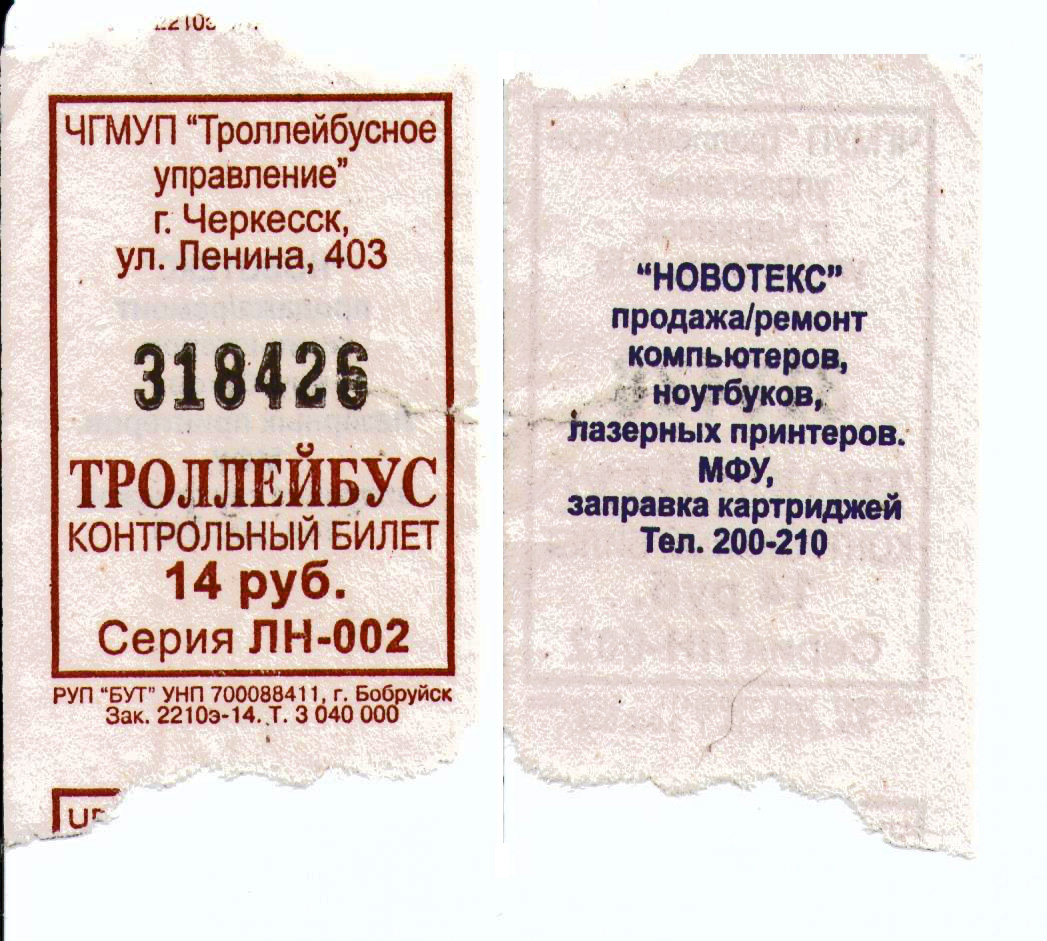 2210э
ЧГМУП "Троллейбусное
управление"
г. Черкесск,
ул. Ленина, 403
318426
ТРОЛЛЕЙБУС
КОНТРОЛЬНЫЙ БИЛЕТ
14 руб.
Серия ЛН-002
РУП "БУТ" УНП 700088411, г. Бобруйск
Зак. 2210э-14. Т. 3 040 000
"НОВОТЕКС"
продажа/ремонт
компьютеров,
ноутбуков,
лазерных принтеров.
МФУ,
заправка картриджей
Тел. 200-210